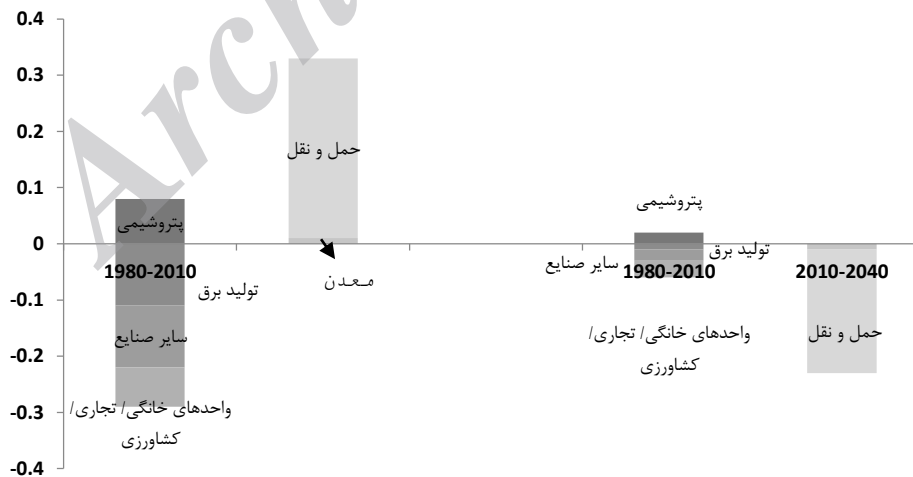 0.4
0.3
0.2
0.1
0
-0.1
-0.2
-0.3
-0.4
Arch
پتروشیمی
1980-2010
تولید برق
سایر صنایع
واحدهای خانگی/ تجاری/
کشاورزی
حمل و نقل
معدن
پتروشیمی
تولید برق
سایر صنایع
1980-2010
واحدهای خانگی/ تجاری/
کشاورزی
2010-2040
حمل و نقل